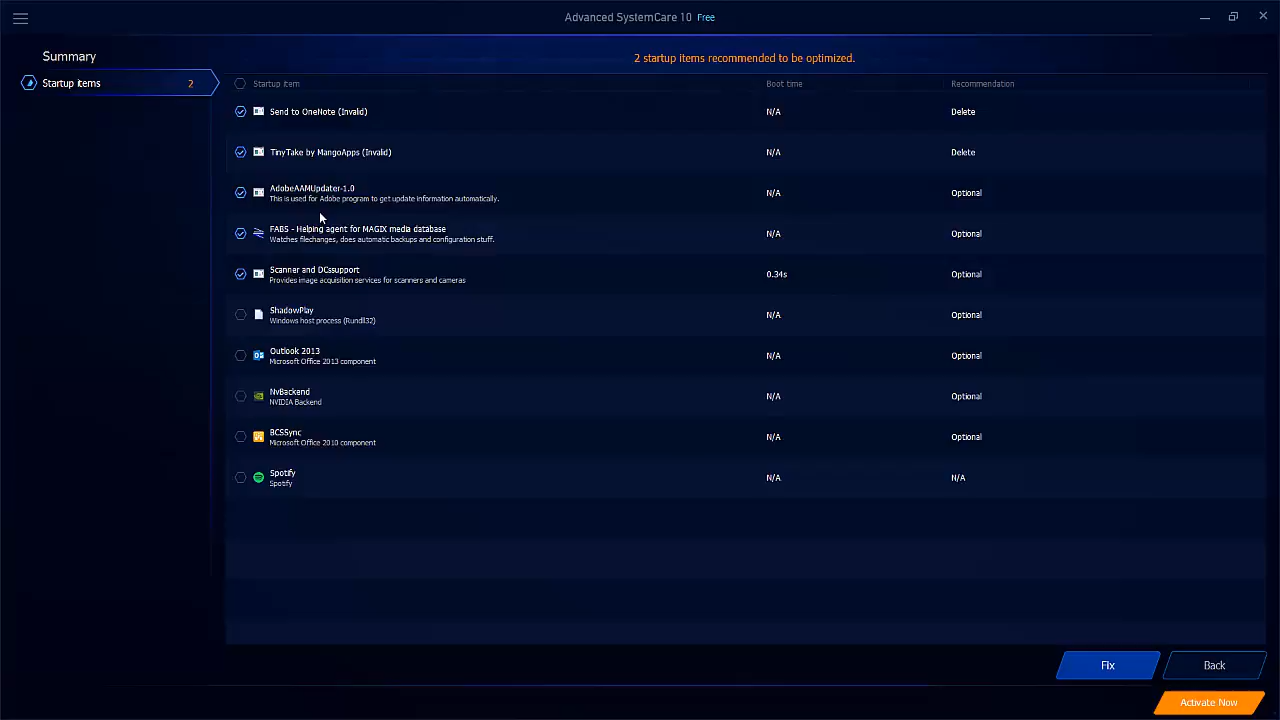 Advanced SystemCare 10 Free
Summary
2 startup items recommended to be optimized.
Startup items 2
Startup item Boot time Recommendation
Send to OneNote (Invalid) N/A Delete
TinyTake by MangoApps (Invalid) N/A Delete
AdobeAAMUpdater-1.0
This is used for Adobe program to get update information automatically.
N/A Optional
FABS - Helping agent for MAGIX media database
Watches filechanges, does automatic backups and configuration stuff.
N/A Optional
Scanner and DCssupport
Provides image acquisition services for scanners and cameras
0.34s Optional
ShadowPlay
Windows host process (Rundll32)
N/A Optional
Outlook 2013
Microsoft Office 2013 component
N/A Optional
NvBackend
NVIDIA Backend
N/A Optional
BCSSync
Microsoft Office 2010 component
N/A Optional
Spotify
Spotify
N/A N/A
Fix Back
Activate Now